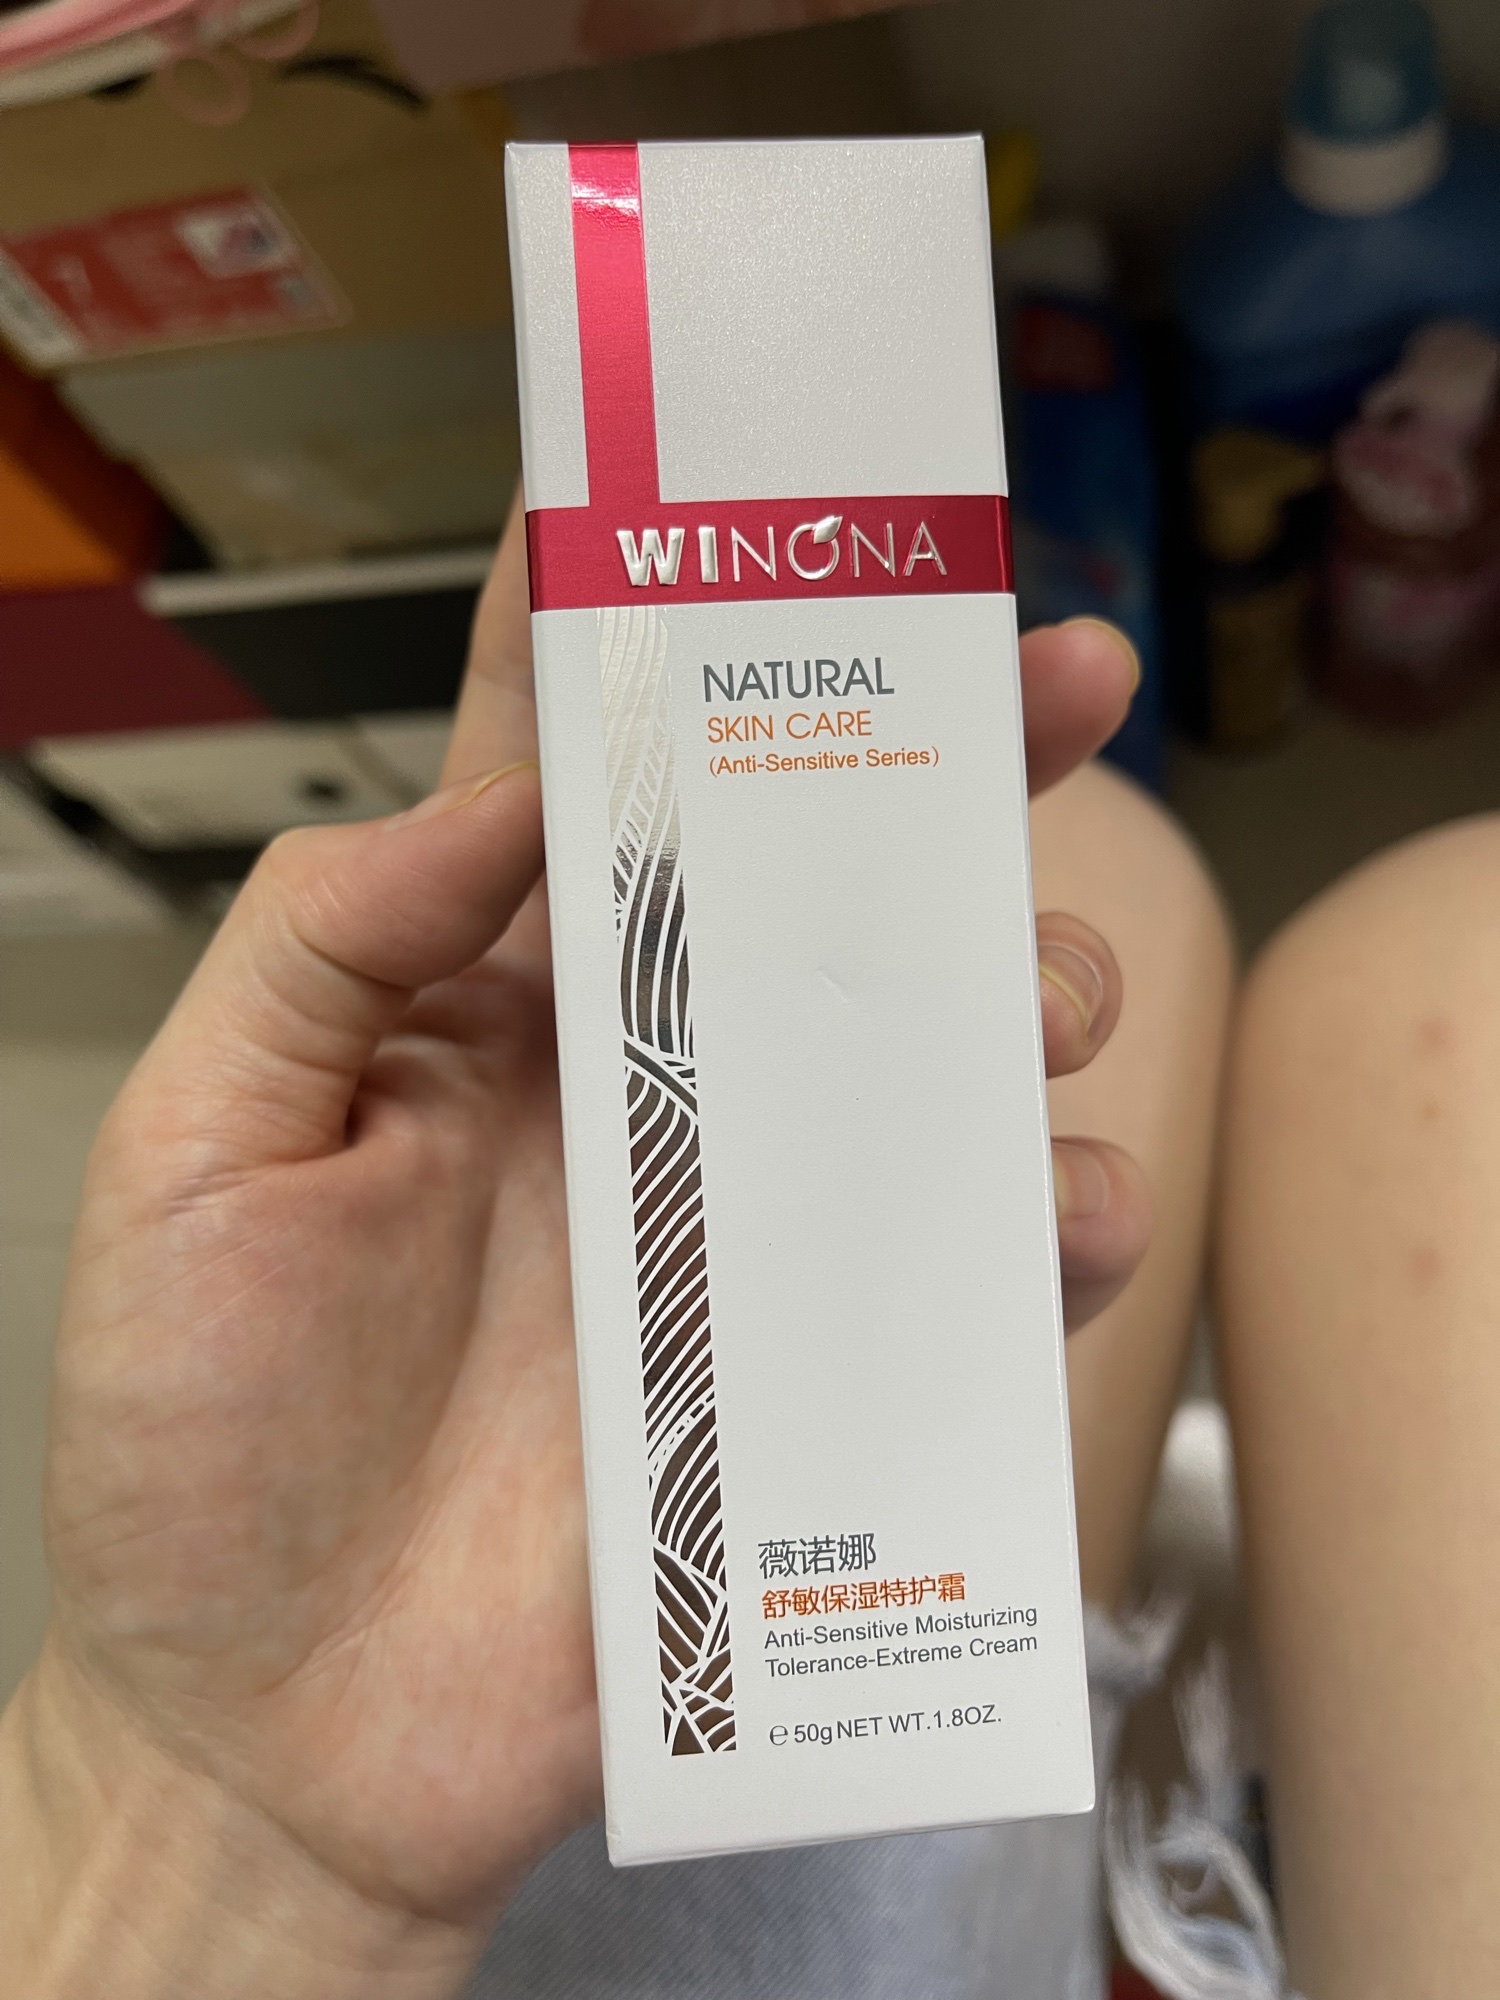 WINONA
NATURAL
SKIN CARE
(Anti-Sensitive Series)
薇诺娜
舒敏保湿特护霜
Anti-Sensitive Moisturizing
Tolerance-Extreme Cream
℮ 50g NET WT.1.8OZ.